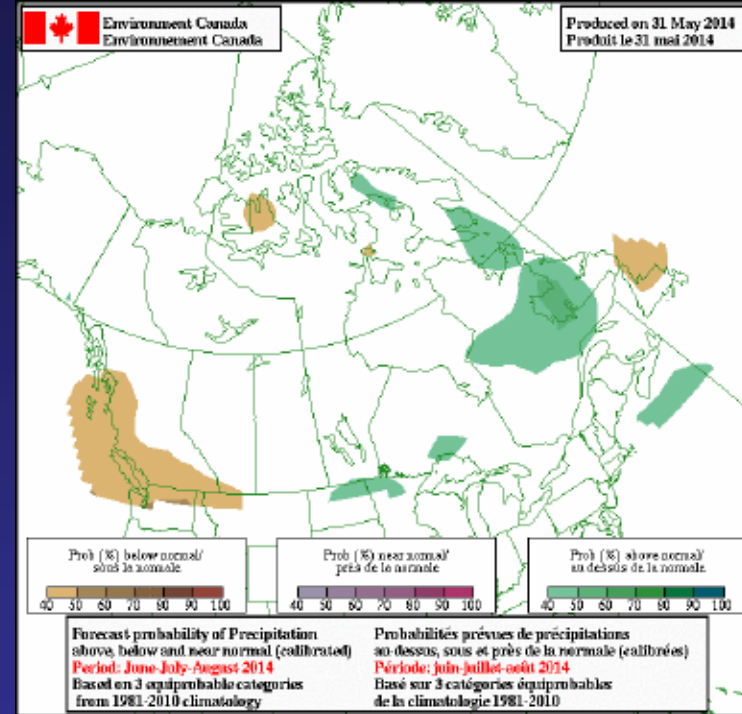 Environment Canada
Environnement Canada
Produced on 31 May 2014
Produit le 31 mai 2014
Prob (%) below normal/
sous la normale
40 50 60 70 80 90 100
Prob (%) near normal/
près de la normale
40 50 60 70 80 90 100
Prob (%) above normal/
au dessus de la normale
40 50 60 70 80 90 100
Forecast probability of Precipitation
above, below and near normal (calibrated)
Period: June-July-August 2014
Based on 3 equiprobable categories
from 1981-2010 climatology
Probabilités prévues de précipitations
au-dessus, sous et près de la normale (calibrées)
Période: juin-juillet-août 2014
Basé sur 3 catégories équiprobables
de la climatologie 1981-2010